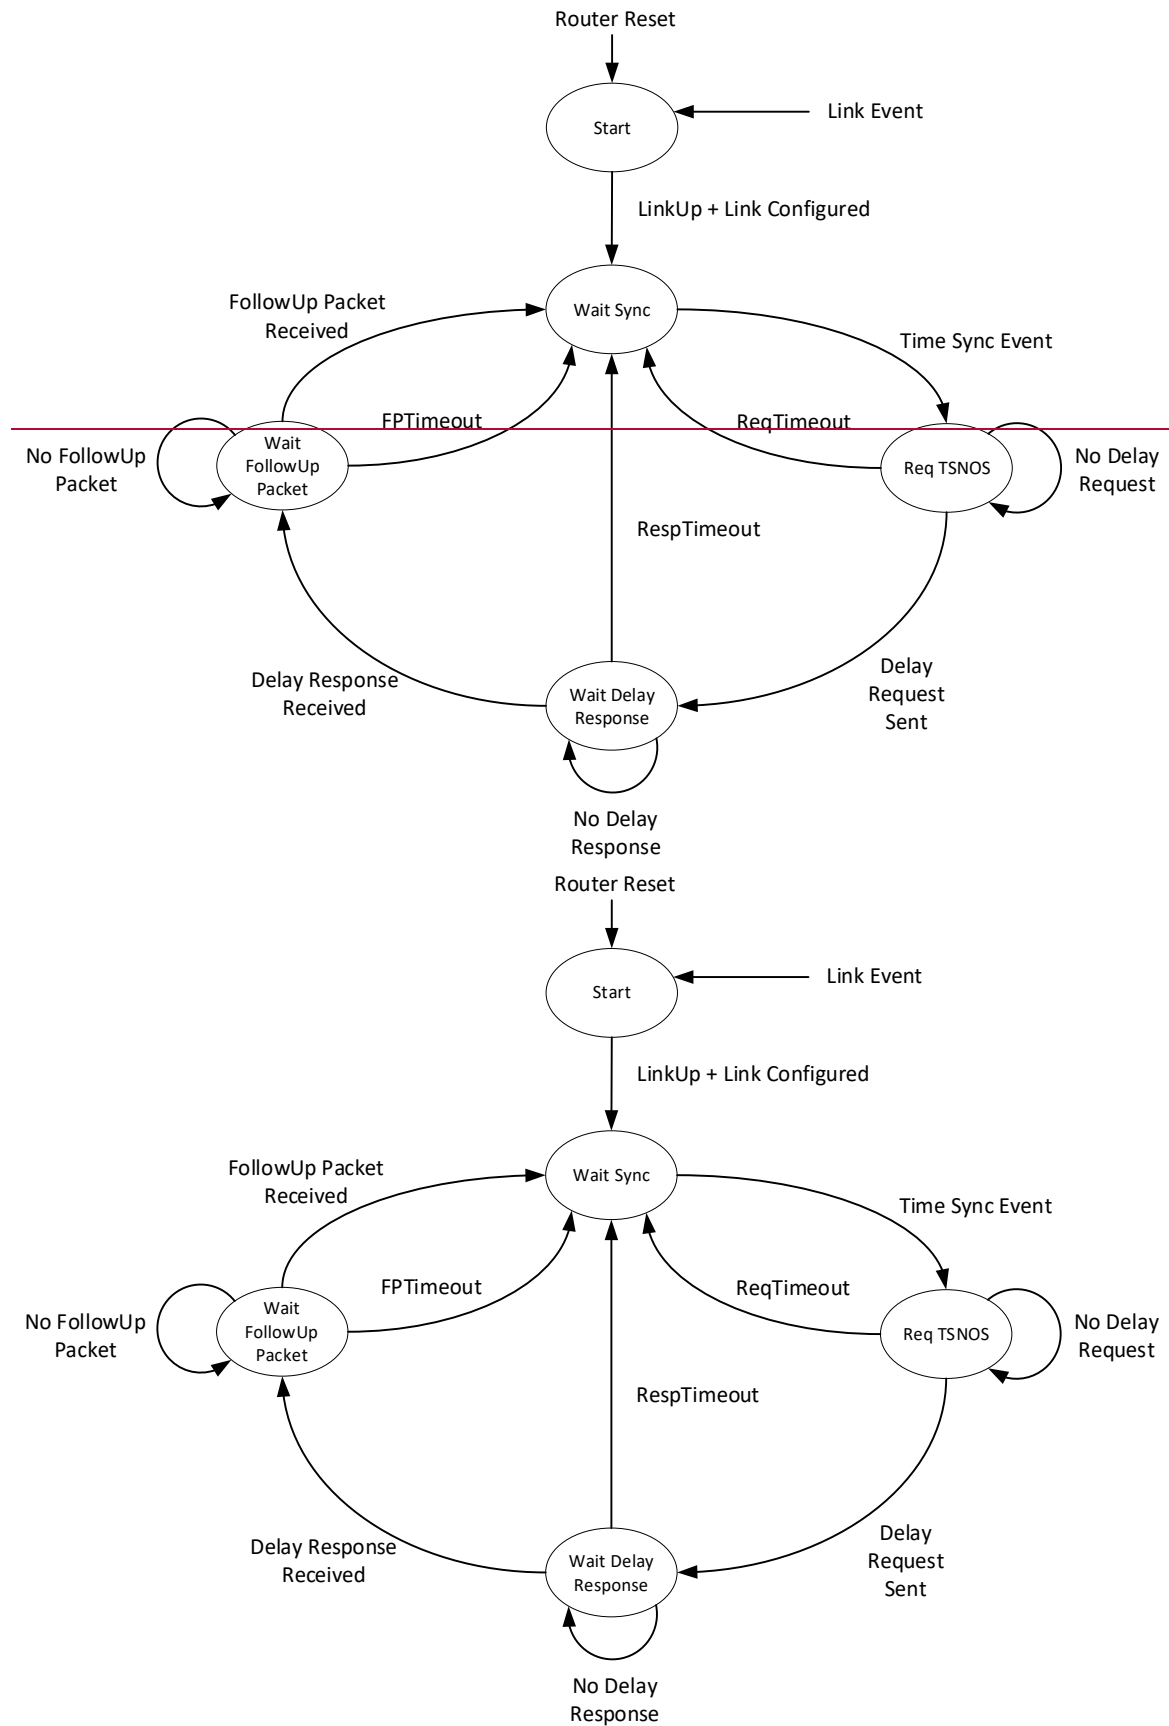 Router Reset
Link Event
Start
LinkUp + Link Configured
FollowUp Packet
Received
Wait Sync
Time Sync Event
FPTimeout
ReqTimeout
No FollowUp
Packet
Wait
FollowUp
Packet
Req TSNOS
No Delay
Request
RespTimeout
Delay Response
Received
Wait Delay
Response
Delay
Request
Sent
No Delay
Response
Router Reset
Link Event
Start
LinkUp + Link Configured
FollowUp Packet
Received
Wait Sync
Time Sync Event
FPTimeout
ReqTimeout
No FollowUp
Packet
Wait
FollowUp
Packet
Req TSNOS
No Delay
Request
RespTimeout
Delay Response
Received
Wait Delay
Response
Delay
Request
Sent
No Delay
Response